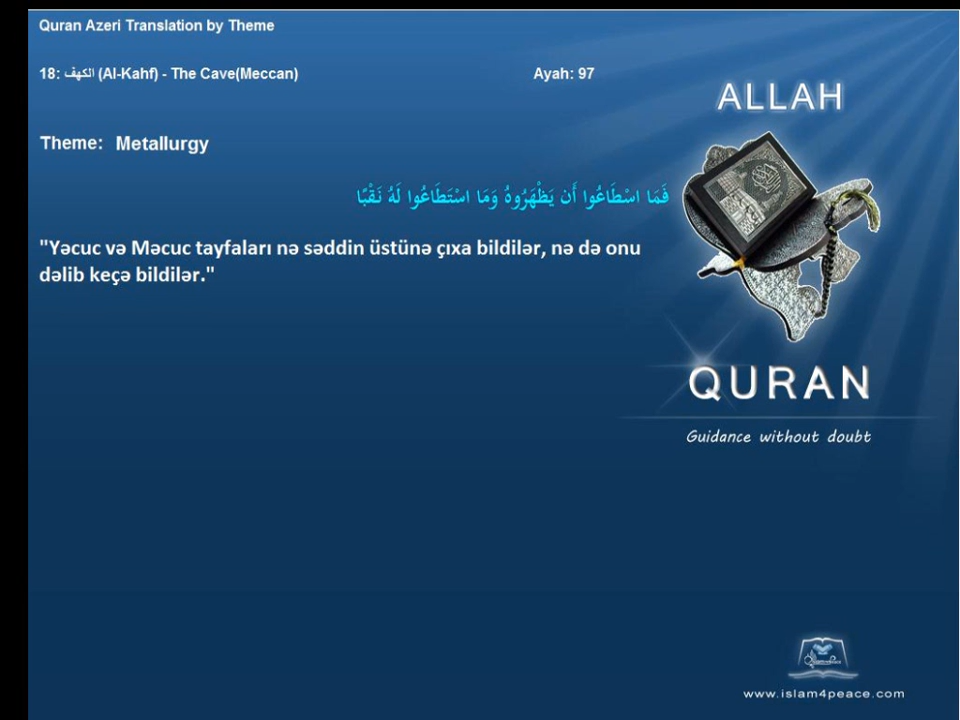 Quran Azeri Translation by Theme
18: الكهف (Al-Kahf) - The Cave(Meccan)
Ayah: 97
ALLAH
Theme: Metallurgy
فَمَا اسْطَاعُوا أَن يَظْهَرُوهُ وَمَا اسْتَطَاعُوا لَهُ نَقْبًا
"Yəcuc və Məcuc tayfaları nə səddin üstünə çıxa bildilər, nə də onu
dəlib keçə bildilər."
QURAN
Guidance without doubt
www.islam4peace.com